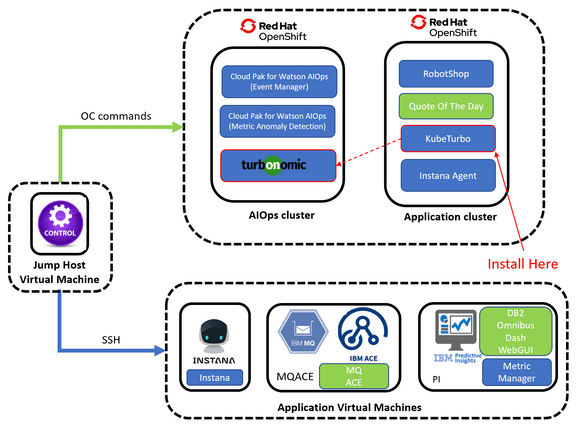 Red Hat
OpenShift
Red Hat
OpenShift
Cloud Pak for Watson AIOps
(Event Manager)
Cloud Pak for Watson AIOps
(Metric Anomaly Detection)
turbonomic
AIOps cluster
RobotShop
Quote Of The Day
KubeTurbo
Instana Agent
Application cluster
OC commands
Install Here
CONTROL
Jump Host
Virtual Machine
SSH
INSTANA
Instana
IBM MQ
IBM ACE
MQACE
MQ
ACE
IBM Predictive
Insights
PI
DB2
Omnibus
Dash
WebGUI
Metric
Manager
Application Virtual Machines